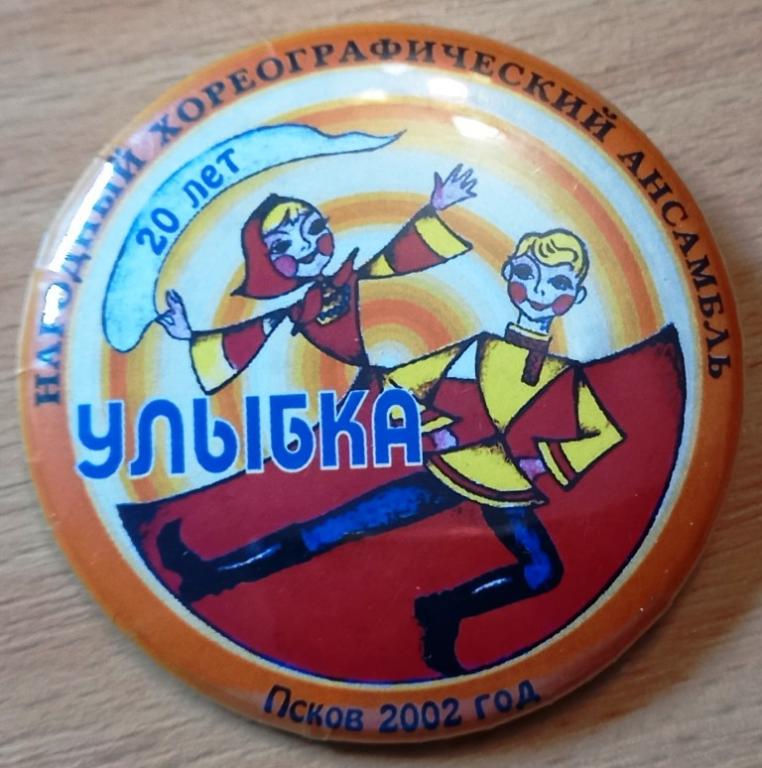 НАРОДНЫЙ ХОРЕОГРАФИЧЕСКИЙ АНСАМБЛЬ
20 лет
УЛЫБКА
Псков 2002 год